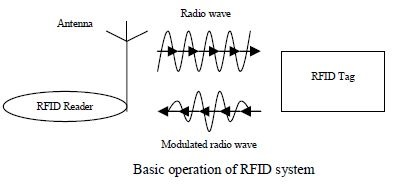 Radio wave
Antenna
RFID Tag
RFID Reader
Modulated radio wave
Basic operation of RFID system